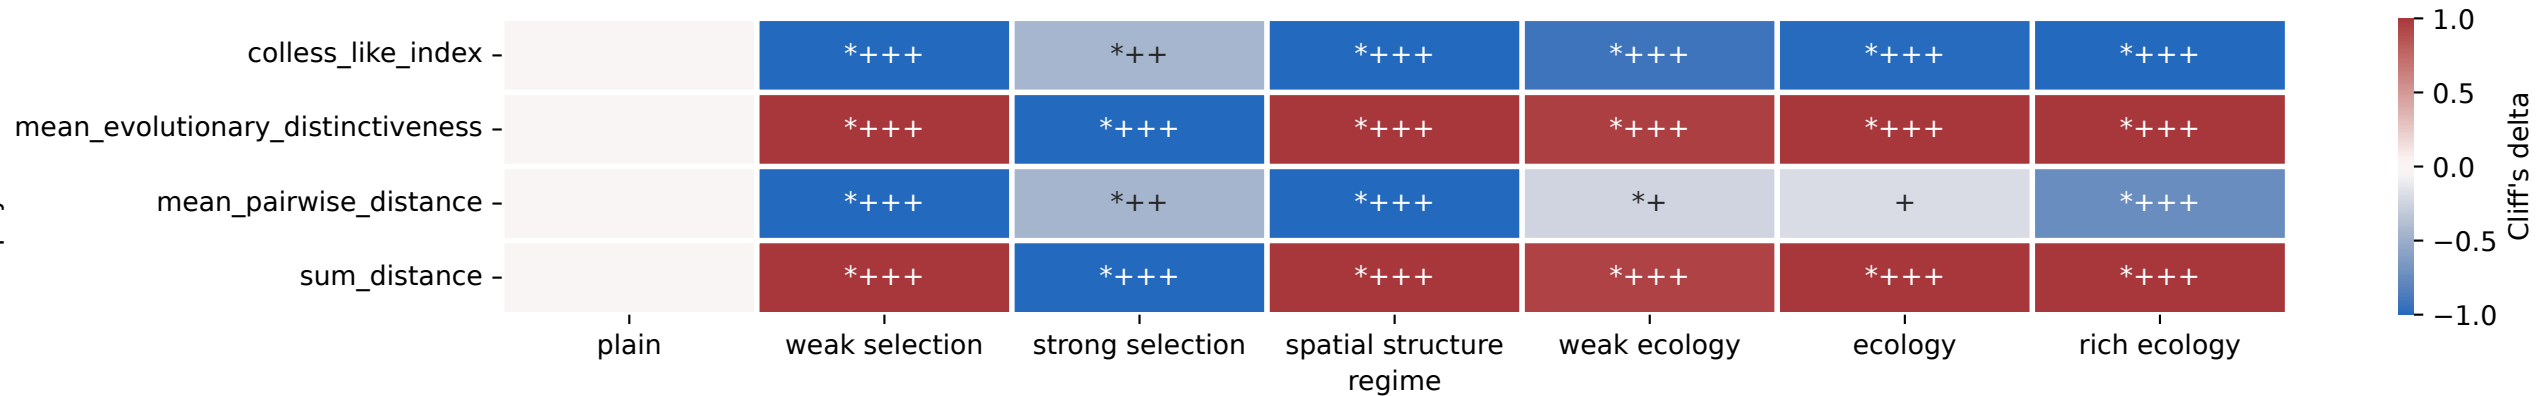 colless_like_index *+++ *++ *+++ *+++ *+++ *+++
mean_evolutionary_distinctiveness *+++ *+++ *+++ *+++ *+++ *+++
mean_pairwise_distance *+++ *++ *+++ *+ + *+++
sum_distance *+++ *+++ *+++ *+++ *+++ *+++
plain weak selection strong selection spatial structure weak ecology ecology rich ecology
regime
1.0
0.5
0.0
−0.5
−1.0
Cliff's delta